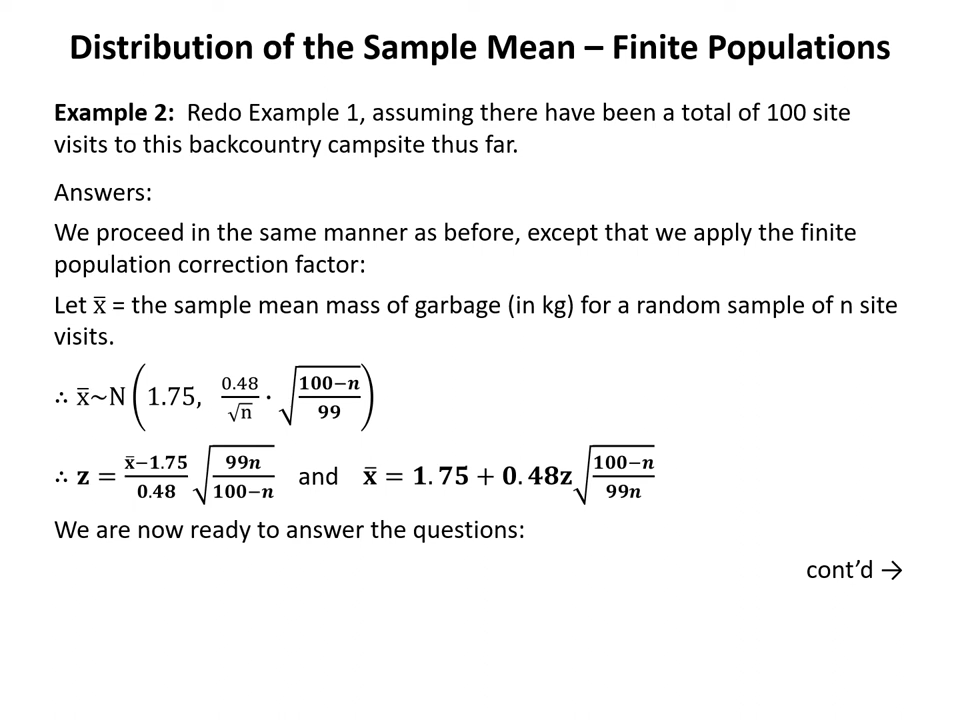 Distribution of the Sample Mean – Finite Populations
Example 2: Redo Example 1, assuming there have been a total of 100 site
visits to this backcountry campsite thus far.
Answers:
We proceed in the same manner as before, except that we apply the finite
population correction factor:
Let x̄ = the sample mean mass of garbage (in kg) for a random sample of n site
visits.
∴ x̄~N(1.75, 0.48/√n · √((100−n)/99))
∴ z = (x̄−1.75)/0.48 √(99n/(100−n)) and x̄ = 1.75 + 0.48z√((100−n)/99n)
We are now ready to answer the questions:
cont’d →